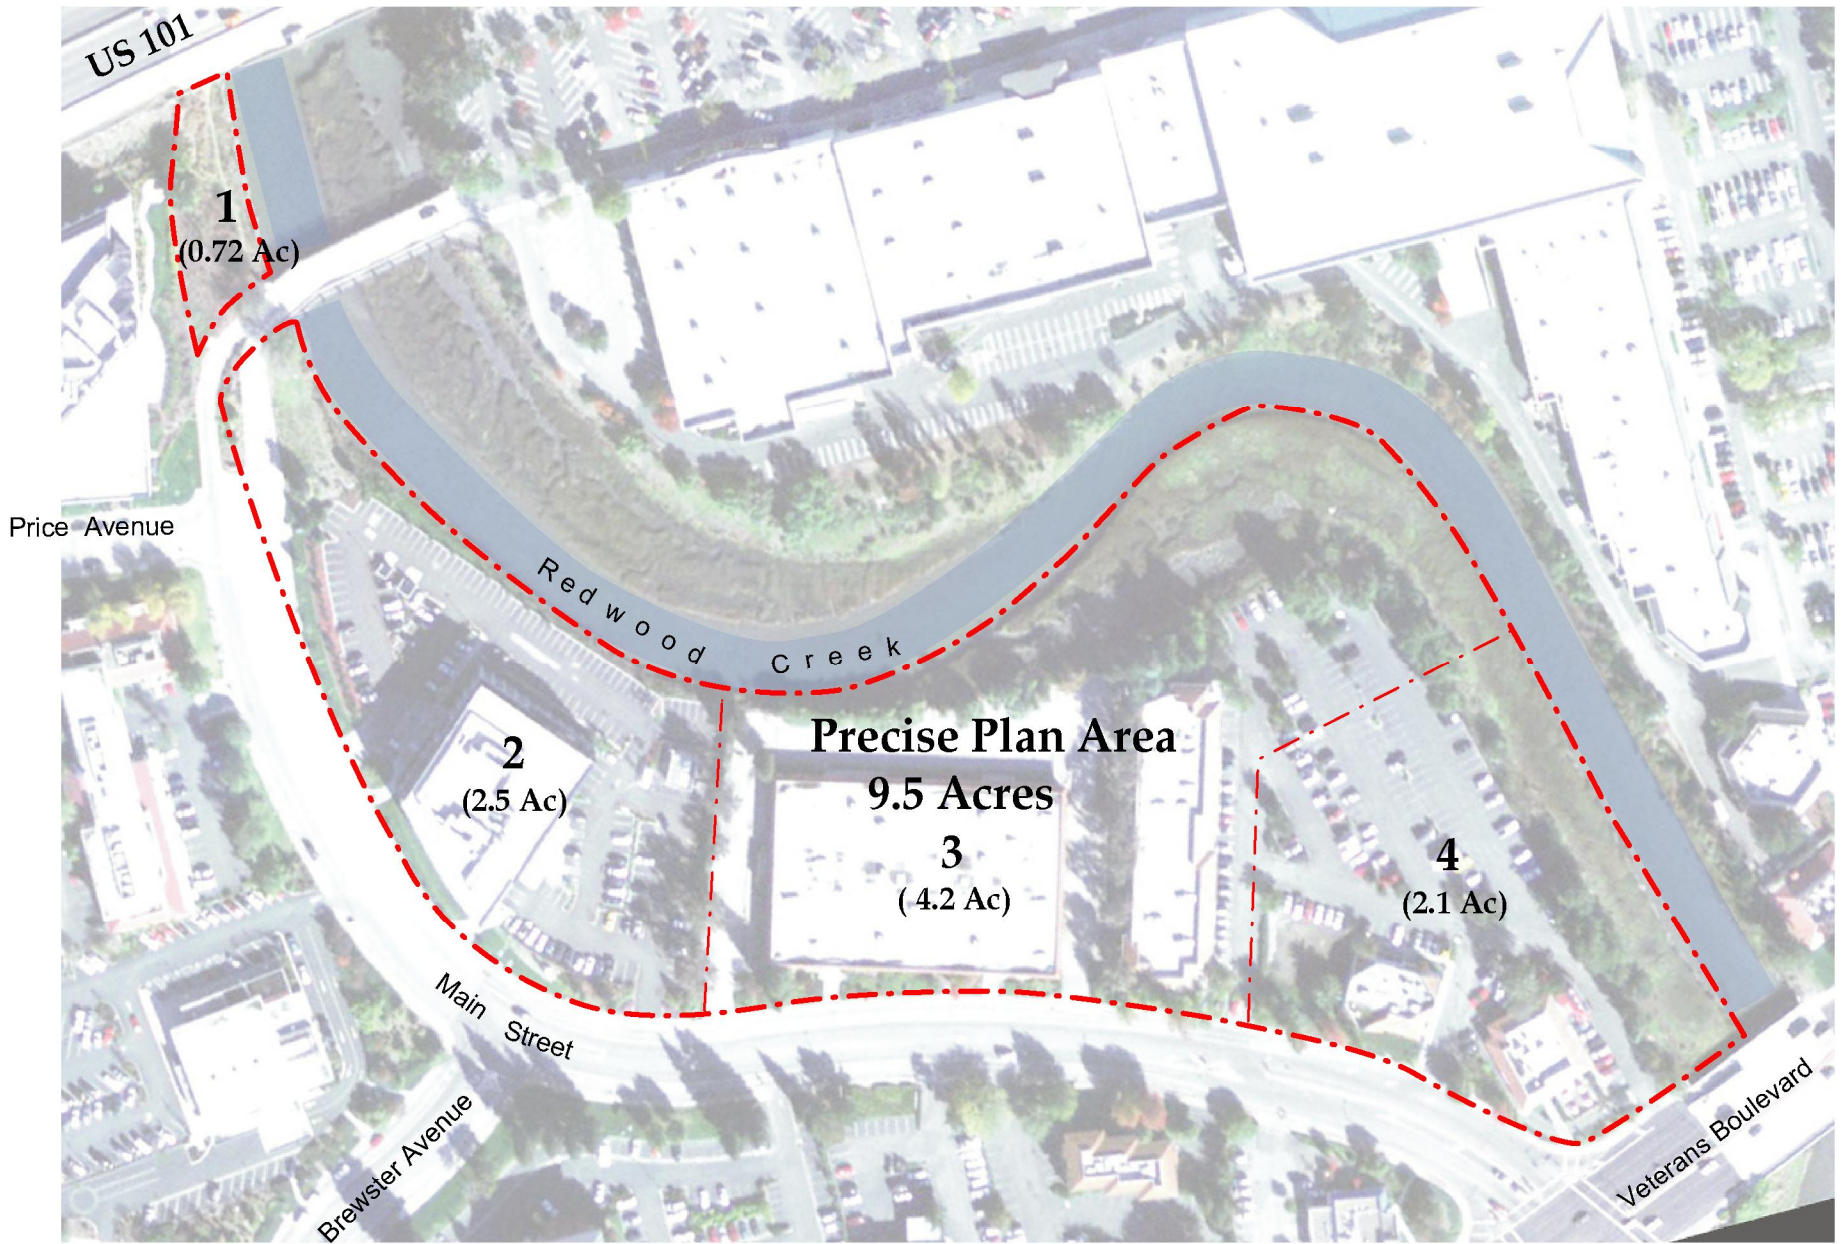 US 101
1
(0.72 Ac)
Price Avenue
Redwood Creek
Precise Plan Area
9.5 Acres
2
(2.5 Ac)
3
( 4.2 Ac)
4
(2.1 Ac)
Main Street
Brewster Avenue
Veterans Boulevard